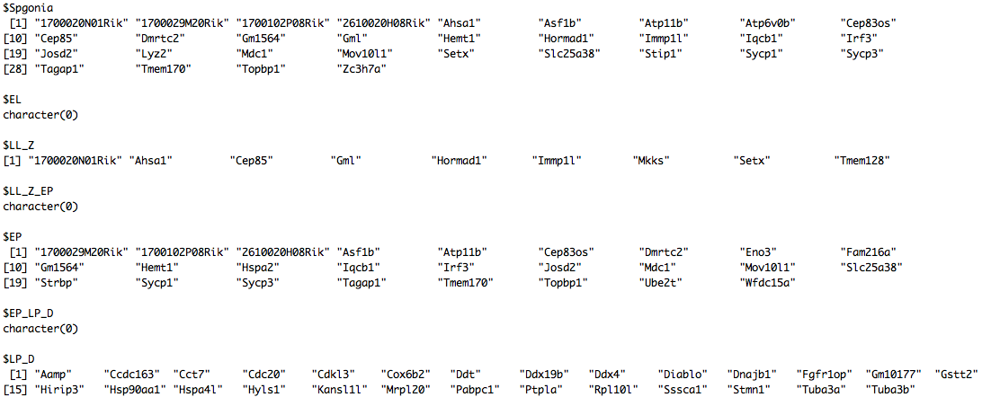 $Spgonia
[1] "1700020N01Rik" "1700029M20Rik" "1700102P08Rik" "2610020H08Rik" "Ahsa1" "Asf1b" "Atp11b" "Atp6v0b" "Cep83os"
[10] "Cep85" "Dmrtc2" "Gm1564" "Gml" "Hemt1" "Hormad1" "Immp1l" "Iqcb1" "Irf3"
[19] "Josd2" "Lyz2" "Mdc1" "Mov10l1" "Setx" "Slc25a38" "Stip1" "Sycp1" "Sycp3"
[28] "Tagap1" "Tmem170" "Topbp1" "Zc3h7a"
$EL
character(0)
$LL_Z
[1] "1700020N01Rik" "Ahsa1" "Cep85" "Gml" "Hormad1" "Immp1l" "Mkks" "Setx" "Tmem128"
$LL_Z_EP
character(0)
$EP
[1] "1700029M20Rik" "1700102P08Rik" "2610020H08Rik" "Asf1b" "Atp11b" "Cep83os" "Dmrtc2" "Eno3" "Fam216a"
[10] "Gm1564" "Hemt1" "Hspa2" "Iqcb1" "Irf3" "Josd2" "Mdc1" "Mov10l1" "Slc25a38"
[19] "Strbp" "Sycp1" "Sycp3" "Tagap1" "Tmem170" "Topbp1" "Ube2t" "Wfdc15a"
$EP_LP_D
character(0)
$LP_D
[1] "Aamp" "Ccdc163" "Cct7" "Cdc20" "Cdkl3" "Cox6b2" "Ddt" "Ddx19b" "Ddx4" "Diablo" "Dnajb1" "Fgfr1op" "Gm10177" "Gstt2"
[15] "Hirip3" "Hsp90aa1" "Hspa4l" "Hyls1" "Kansl1l" "Mrpl20" "Pabpc1" "Ptpla" "Rpl10l" "Sssca1" "Stmn1" "Tuba3a" "Tuba3b"